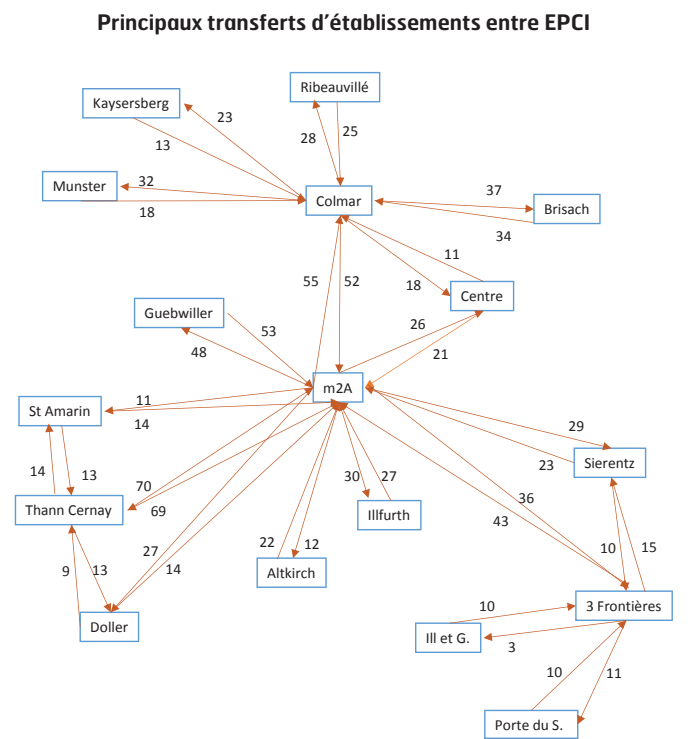 Principaux transferts d'établissements entre EPCI
Ribeauvillé
Kaysersberg
23
13
28
25
Munster
32
18
Colmar
37
34
Brisach
11
18
55
52
Centre
Guebwiller
53
48
26
21
m2A
St Amarin
11
14
29
23
Sierentz
14
13
70
69
30
27
36
43
Thann Cernay
Illfurth
9
13
27
14
22
12
10
15
Altkirch
Doller
3 Frontières
10
3
Ill et G.
10
11
Porte du S.